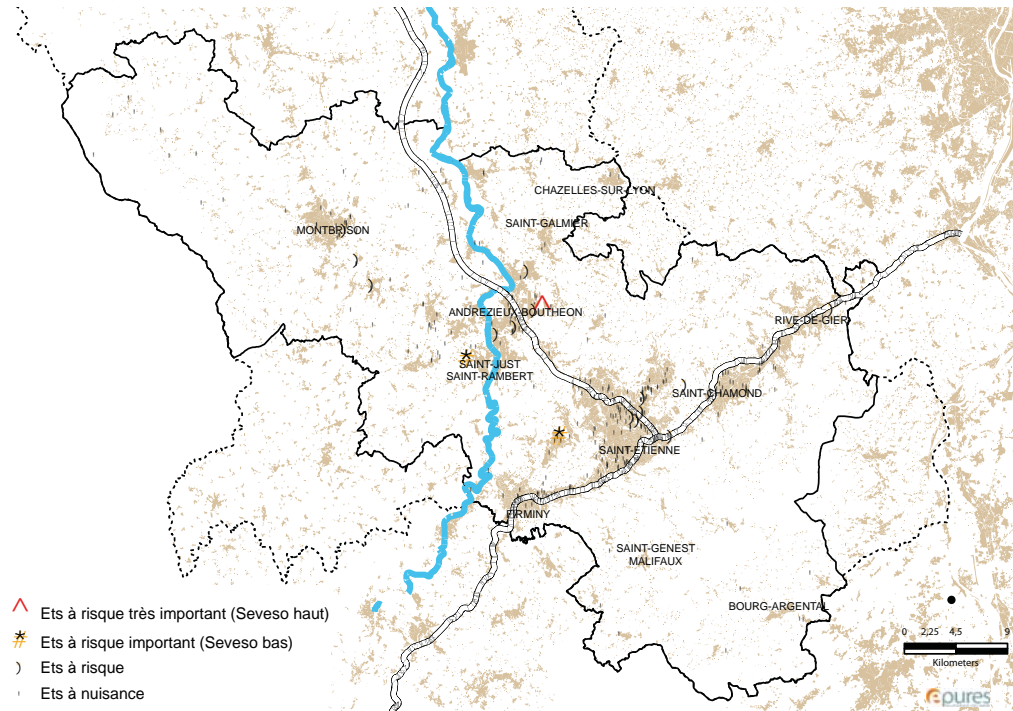 CHAZELLES-SUR-LYON
SAINT-GALMIER
MONTBRISON
ANDREZIEUX-BOUTHEON
RIVE-DE-GIER
SAINT-JUST
SAINT-RAMBERT
SAINT-CHAMOND
SAINT-ETIENNE
FIRMINY
SAINT-GENEST
MALIFAUX
BOURG-ARGENTAL
Ets à risque très important (Seveso haut)
Ets à risque important (Seveso bas)
Ets à risque
Ets à nuisance
0 2,25 4,5 9
Kilometers
epures